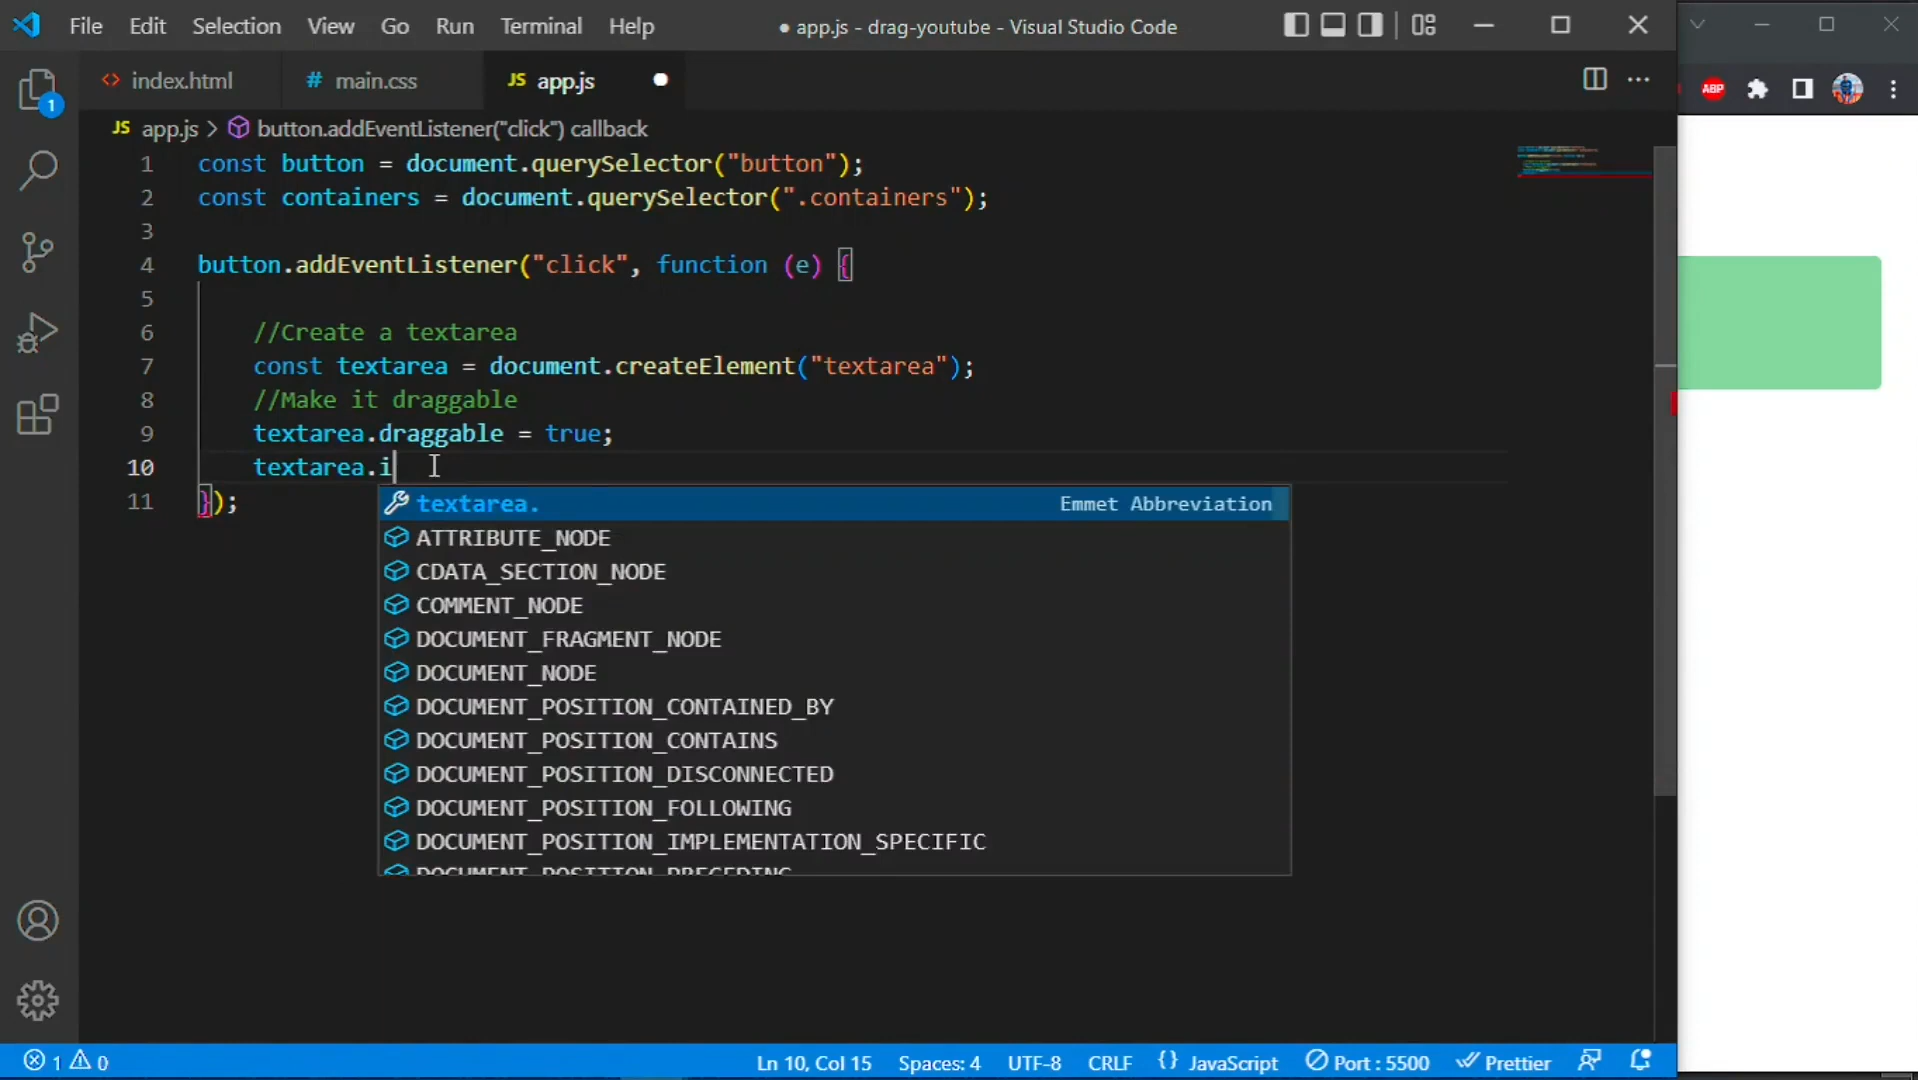 File Edit Selection View Go Run Terminal Help ● app.js - drag-youtube - Visual Studio Code
<> index.html # main.css JS app.js ●
ABP
1
JS app.js > button.addEventListener("click") callback
1 const button = document.querySelector("button");
2 const containers = document.querySelector(".containers");
3
4 button.addEventListener("click", function (e) {
5
6 //Create a textarea
7 const textarea = document.createElement("textarea");
8 //Make it draggable
9 textarea.draggable = true;
10 textarea.i
11 });
textarea. Emmet Abbreviation
ATTRIBUTE_NODE
CDATA_SECTION_NODE
COMMENT_NODE
DOCUMENT_FRAGMENT_NODE
DOCUMENT_NODE
DOCUMENT_POSITION_CONTAINED_BY
DOCUMENT_POSITION_CONTAINS
DOCUMENT_POSITION_DISCONNECTED
DOCUMENT_POSITION_FOLLOWING
DOCUMENT_POSITION_IMPLEMENTATION_SPECIFIC
DOCUMENT_POSITION_PRECEDING
1 0 Ln 10, Col 15 Spaces: 4 UTF-8 CRLF {} JavaScript Port : 5500 Prettier